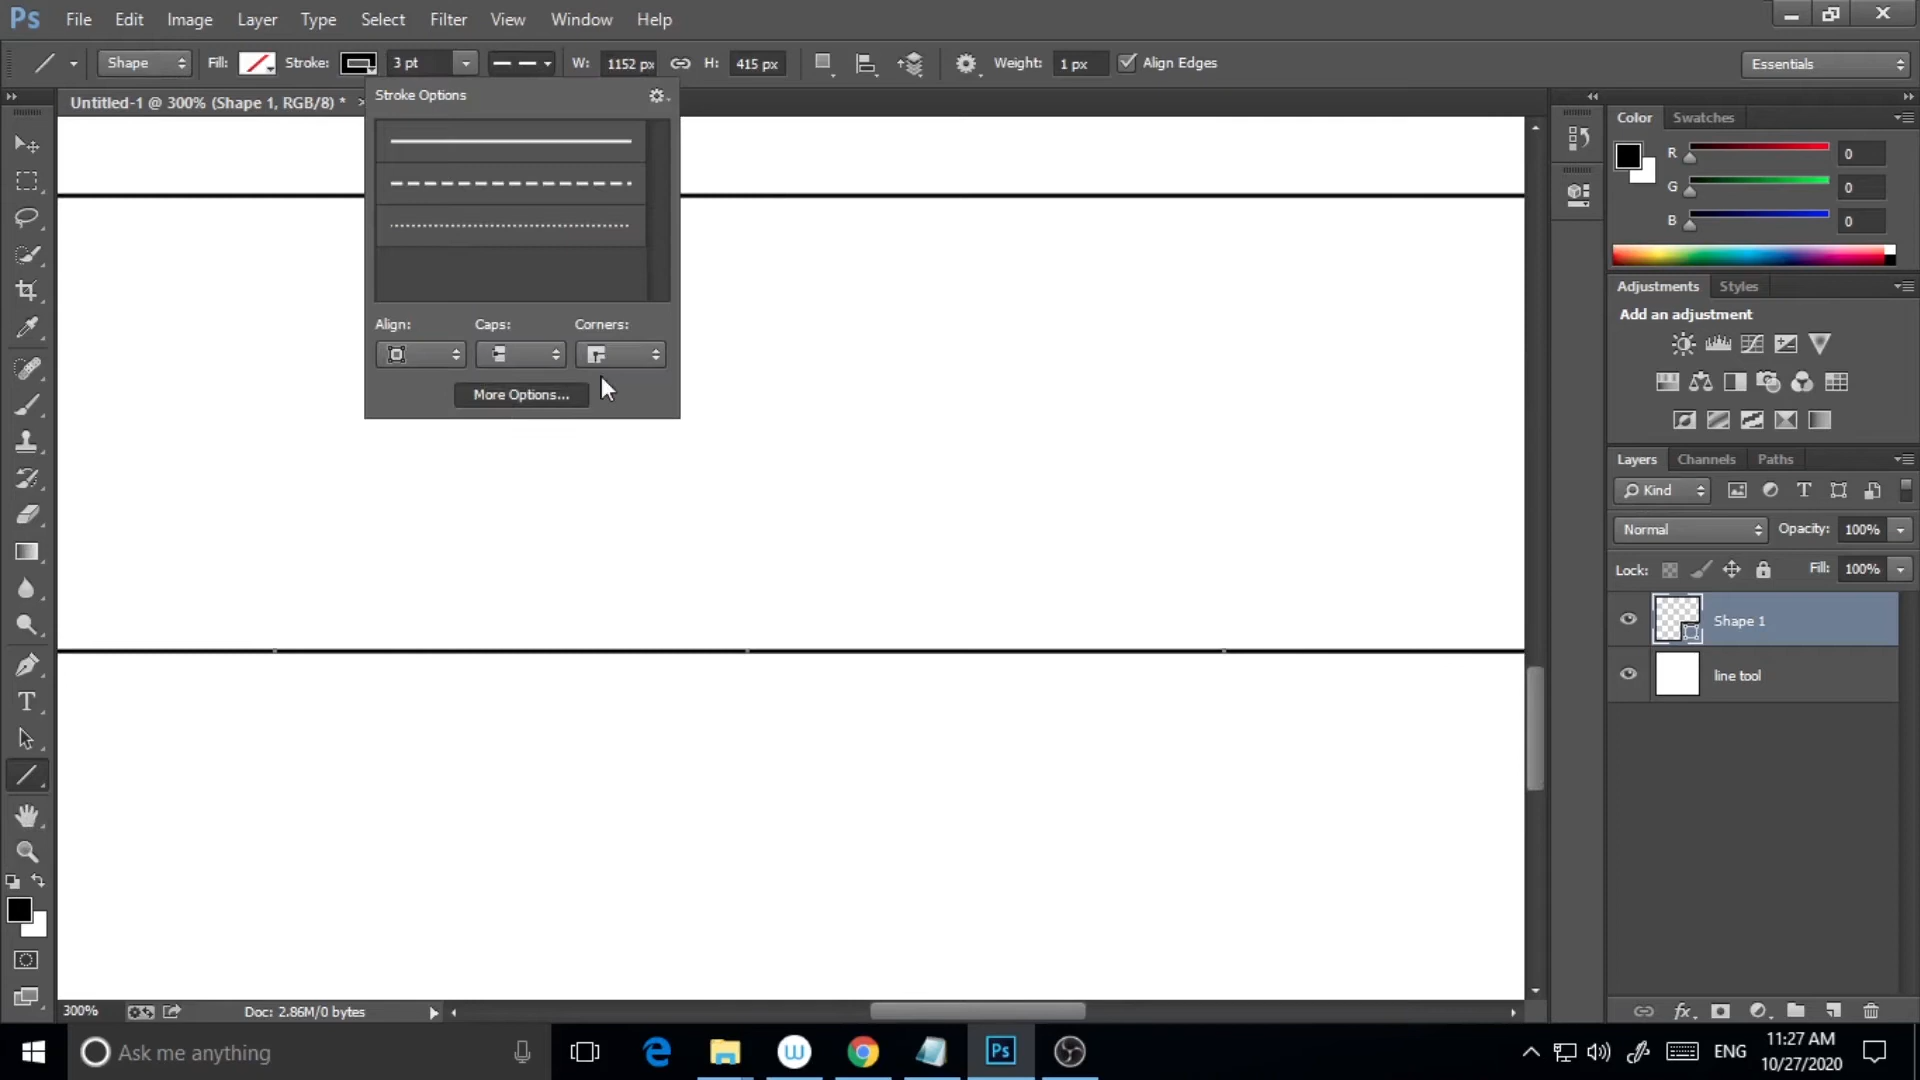 Ps File Edit Image Layer Type Select Filter View Window Help
Shape Fill: Stroke: 3 pt W: 1152 px H: 415 px Weight: 1 px Align Edges Essentials
Untitled-1 @ 300% (Shape 1, RGB/8) *
Stroke Options
Align: Caps: Corners:
More Options...
Color Swatches
R 0
G 0
B 0
Adjustments Styles
Add an adjustment
Layers Channels Paths
Kind
Normal Opacity: 100%
Lock: Fill: 100%
Shape 1
line tool
300% Doc: 2.86M/0 bytes
Ask me anything
Ps
ENG
11:27 AM
10/27/2020